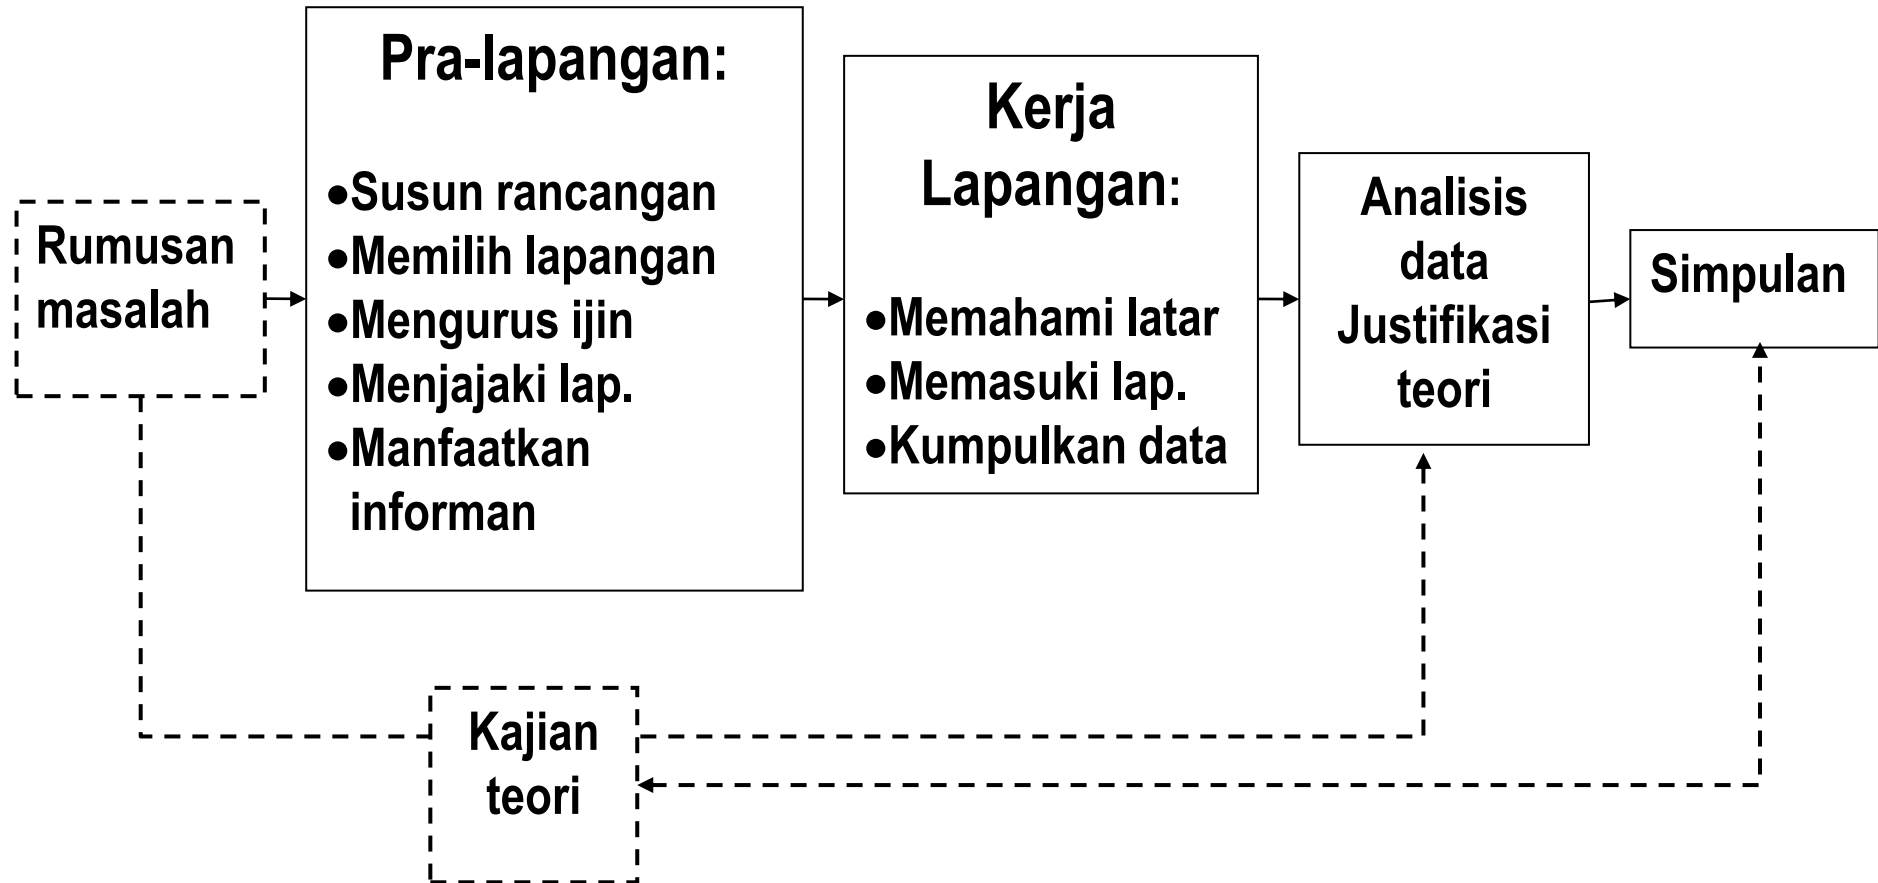 Rumusan
masalah
Pra-lapangan:
•Susun rancangan
•Memilih lapangan
•Mengurus ijin
•Menjajaki lap.
•Manfaatkan
informan
Kerja
Lapangan:
•Memahami latar
•Memasuki lap.
•Kumpulkan data
Analisis
data
Justifikasi
teori
Simpulan
Kajian
teori